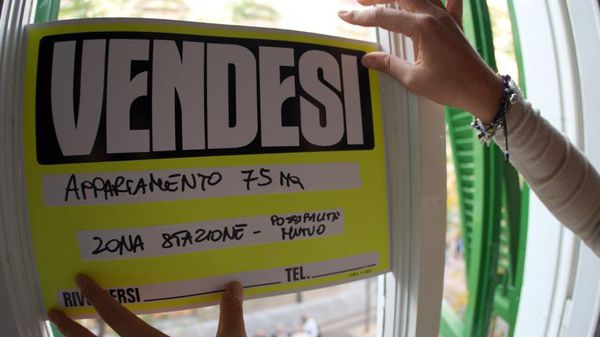 VENDESI
APPARTAMENTO 75 MQ
ZONA STAZIONE - POSSIBILITÀ
MUTUO
TEL.